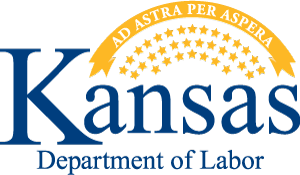 AD ASTRA PER ASPERA
Kansas
Department of Labor